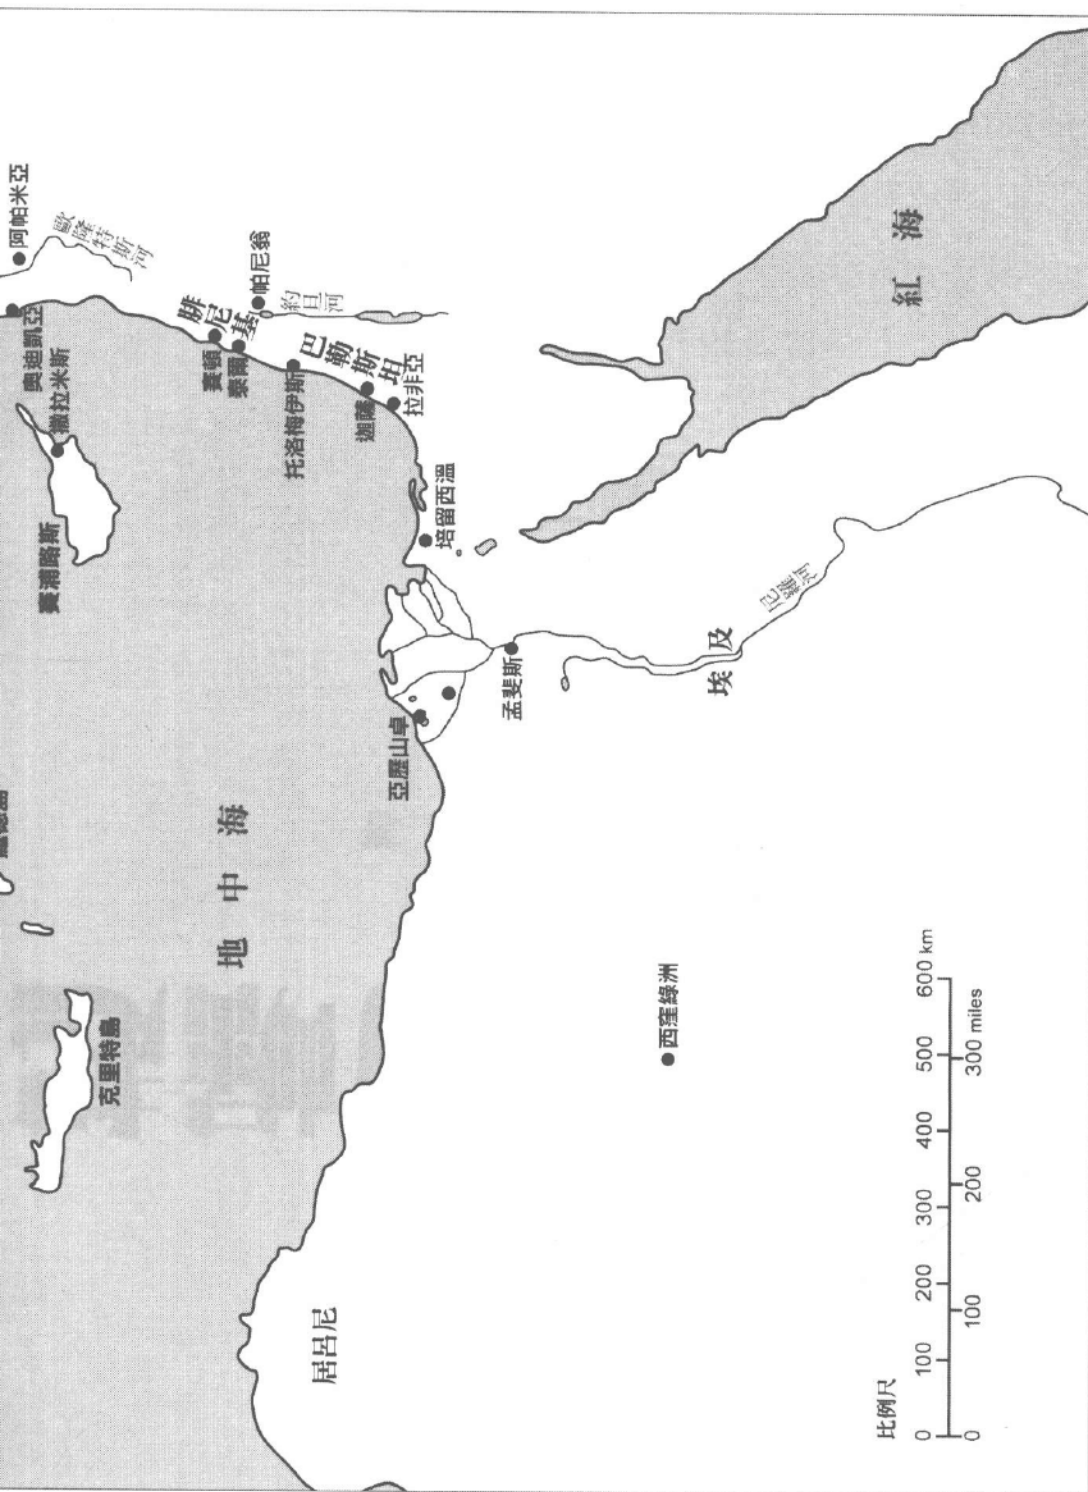 阿帕米亞
歐隆特斯河
奧迪凱亞
撒拉米斯
賽浦路斯
腓尼基
帕尼翁
約旦河
賽頓
泰爾
巴勒斯坦
托洛梅伊斯
迦薩
拉非亞
培留西溫
紅海
尼羅河
埃及
孟斐斯
亞歷山卓
地中海
克里特島
西窪綠洲
居呂尼
比例尺
0 100 200 300 400 500 600 km
0 100 200 300 miles